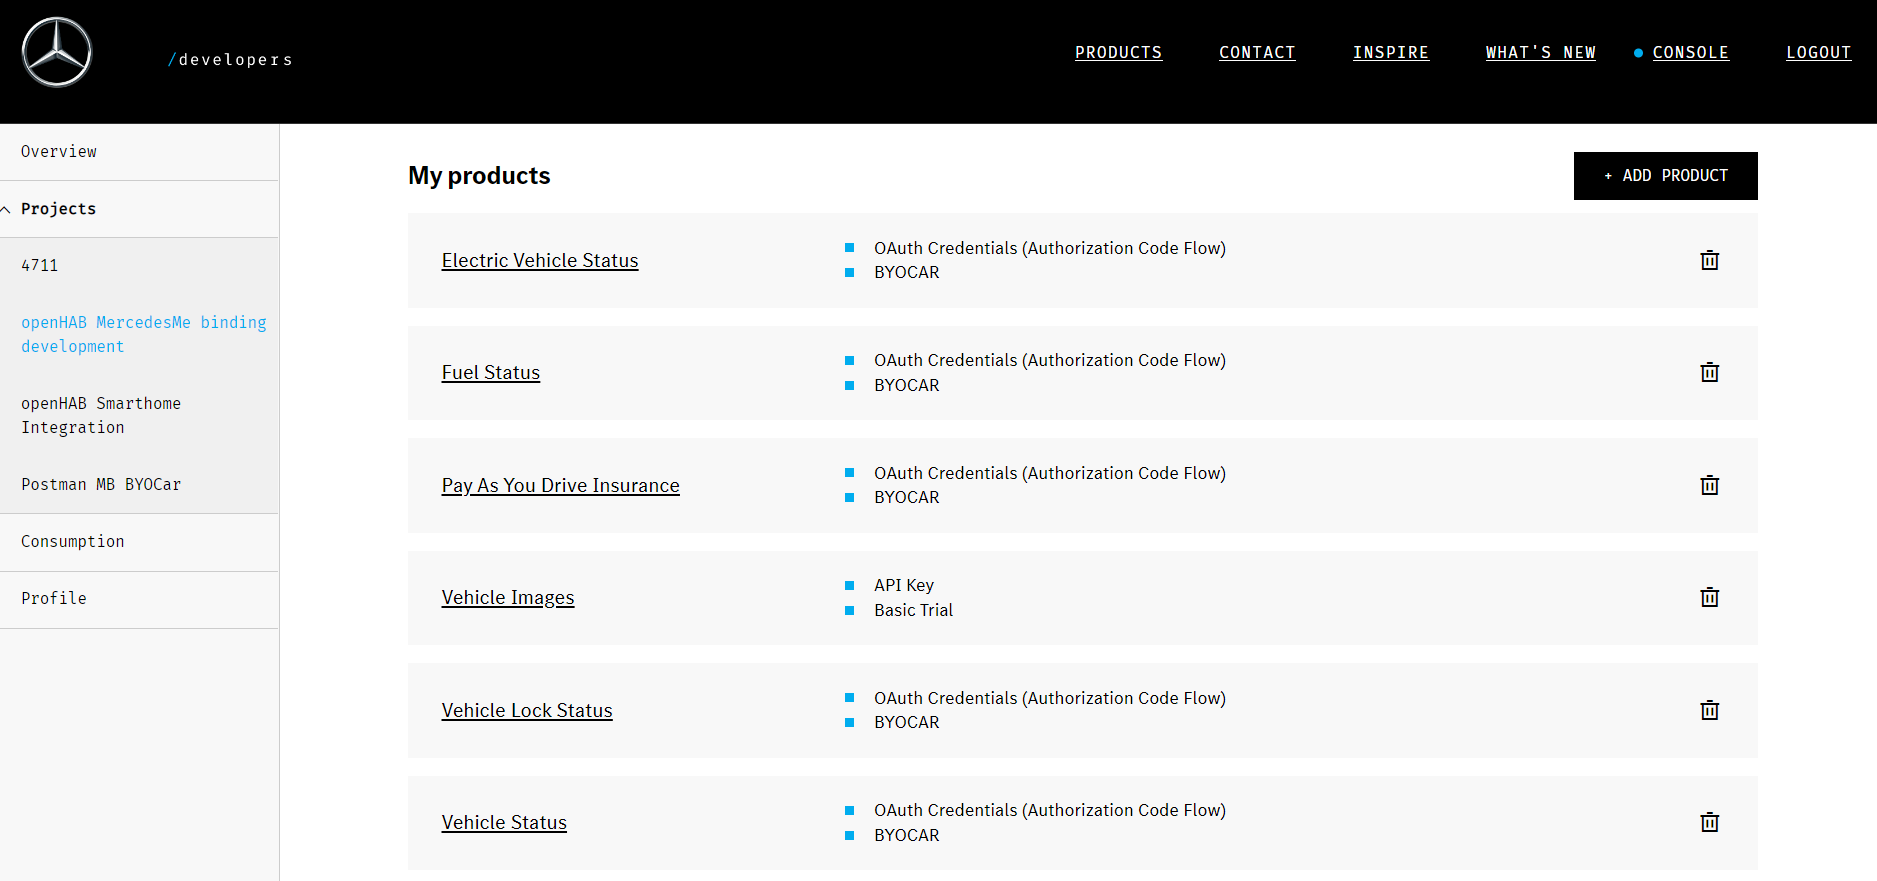 /developers
PRODUCTS
CONTACT
INSPIRE
WHAT'S NEW
CONSOLE
LOGOUT
Overview
Projects
4711
openHAB MercedesMe binding
development
openHAB Smarthome
Integration
Postman MB BYOCar
Consumption
Profile
My products
+ ADD PRODUCT
Electric Vehicle Status
OAuth Credentials (Authorization Code Flow)
BYOCAR
Fuel Status
OAuth Credentials (Authorization Code Flow)
BYOCAR
Pay As You Drive Insurance
OAuth Credentials (Authorization Code Flow)
BYOCAR
Vehicle Images
API Key
Basic Trial
Vehicle Lock Status
OAuth Credentials (Authorization Code Flow)
BYOCAR
Vehicle Status
OAuth Credentials (Authorization Code Flow)
BYOCAR